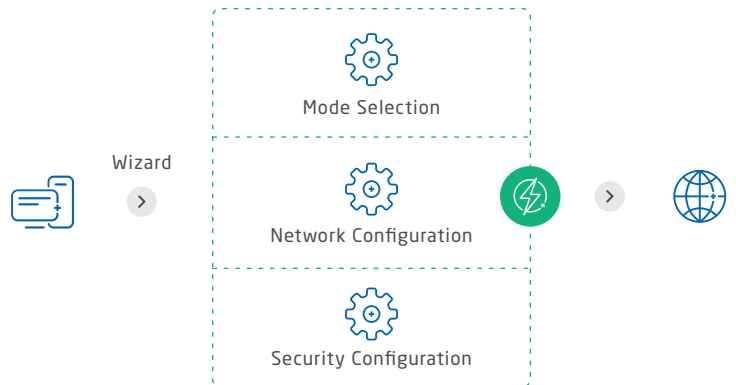 Mode Selection
Wizard
Network Configuration
Security Configuration